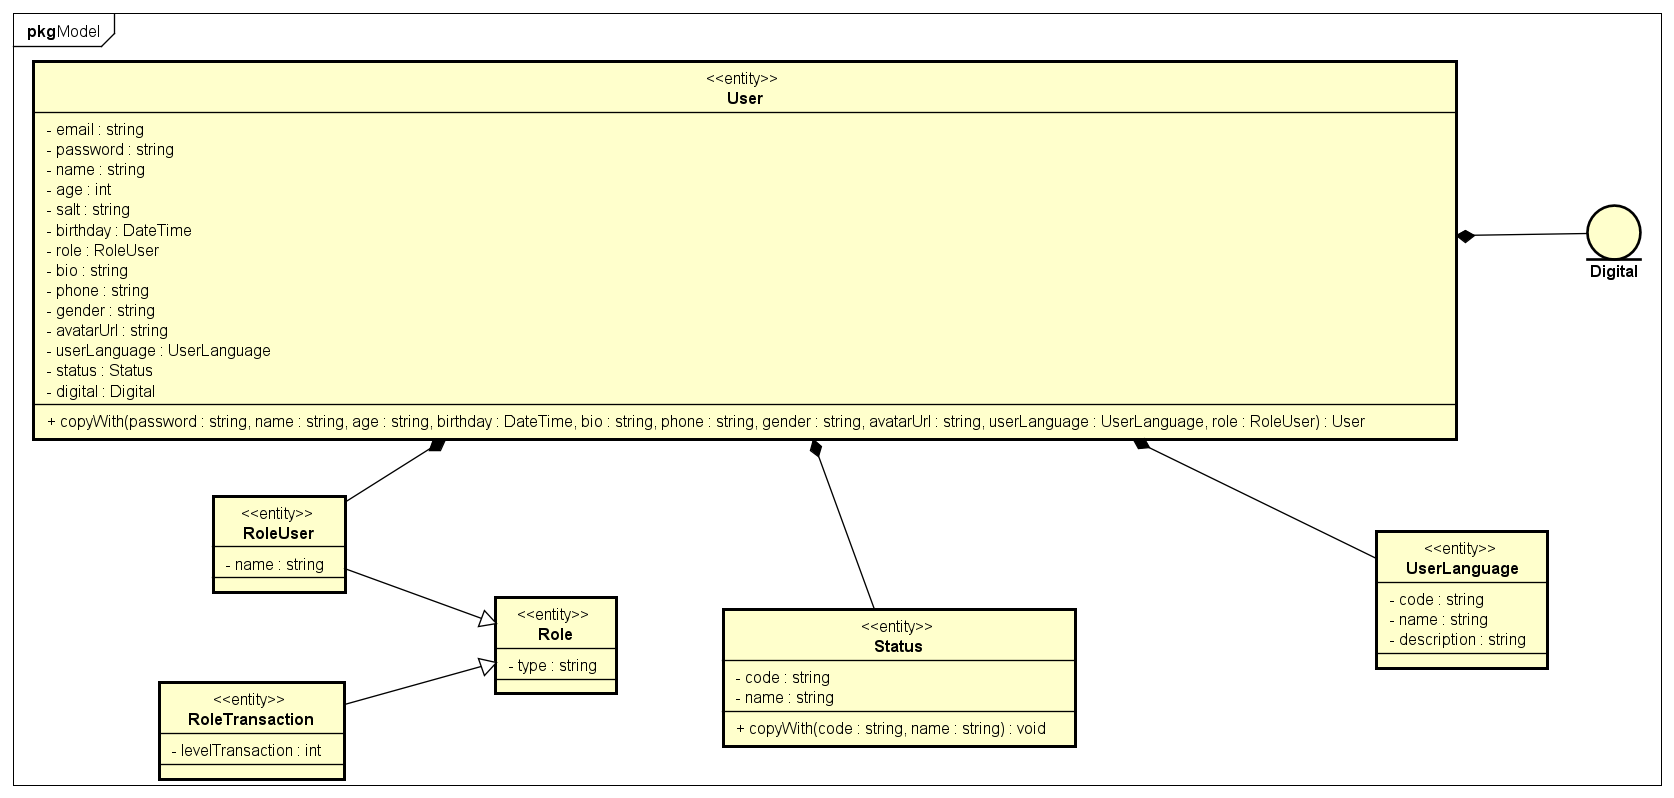 pkg Model
<<entity>>
User
- email : string
- password : string
- name : string
- age : int
- salt : string
- birthday : DateTime
- role : RoleUser
- bio : string
- phone : string
- gender : string
- avatarUrl : string
- userLanguage : UserLanguage
- status : Status
- digital : Digital
+ copyWith(password : string, name : string, age : string, birthday : DateTime, bio : string, phone : string, gender : string, avatarUrl : string, userLanguage : UserLanguage, role : RoleUser) : User
Digital
<<entity>>
RoleUser
- name : string
<<entity>>
Role
- type : string
<<entity>>
RoleTransaction
- levelTransaction : int
<<entity>>
Status
- code : string
- name : string
+ copyWith(code : string, name : string) : void
<<entity>>
UserLanguage
- code : string
- name : string
- description : string